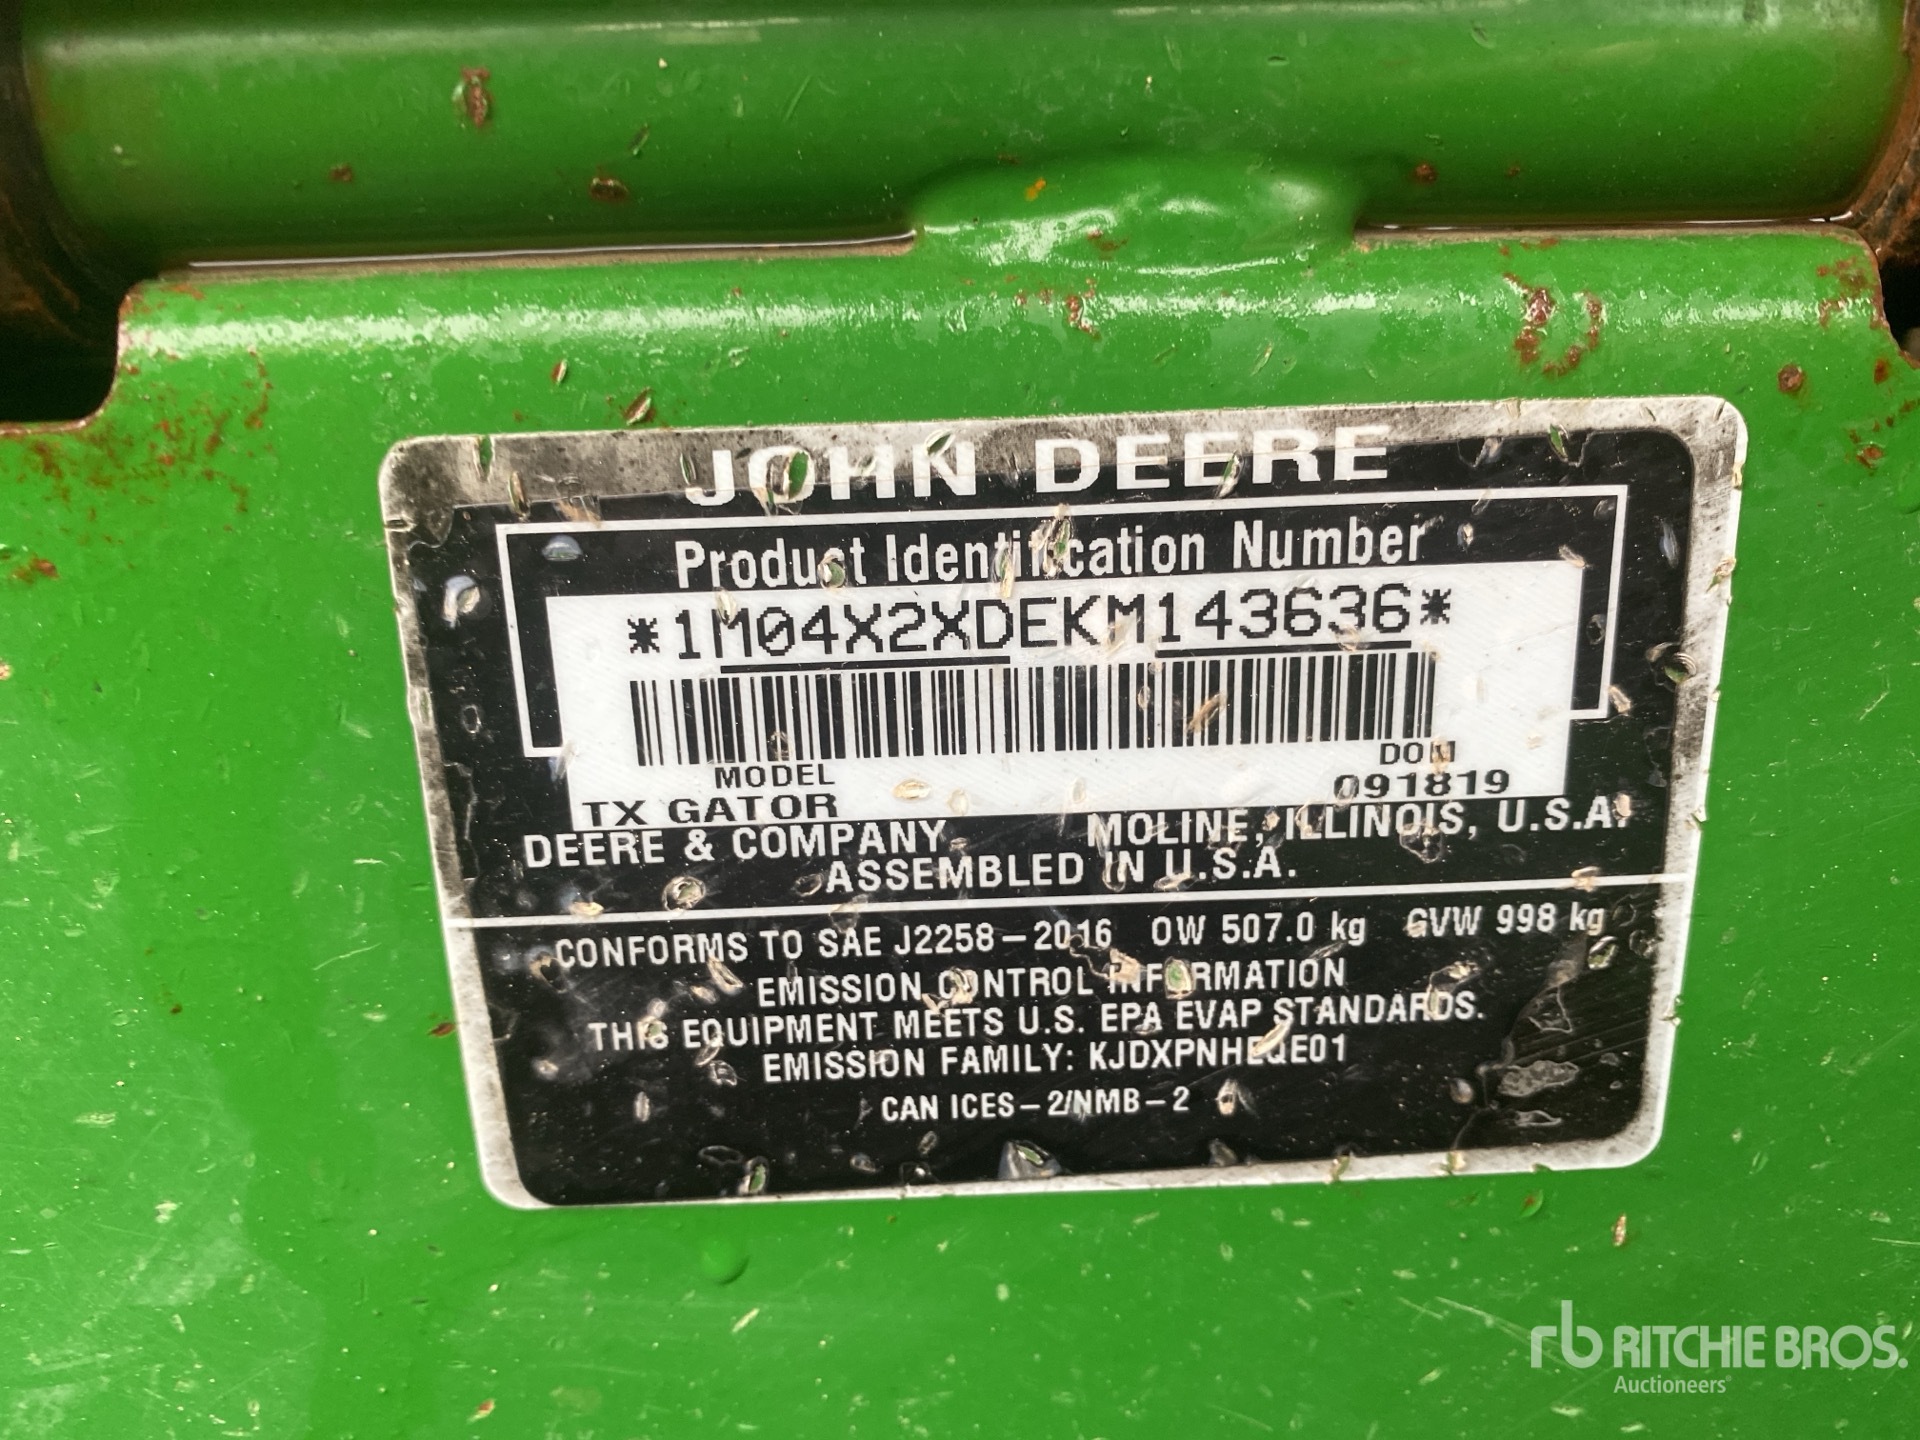 JOHN DEERE
Product Identification Number
*1M04X2XDEKM143636*
MODEL DOM
TX GATOR 091819
DEERE & COMPANY MOLINE, ILLINOIS, U.S.A.
ASSEMBLED IN U.S.A.
CONFORMS TO SAE J2258-2016 OW 507.0 kg GVW 998 kg
EMISSION CONTROL INFORMATION
THIS EQUIPMENT MEETS U.S. EPA EVAP STANDARDS.
EMISSION FAMILY: KJDXPNHEQE01
CAN ICES-2/NMB-2
rb RITCHIE BROS.
Auctioneers